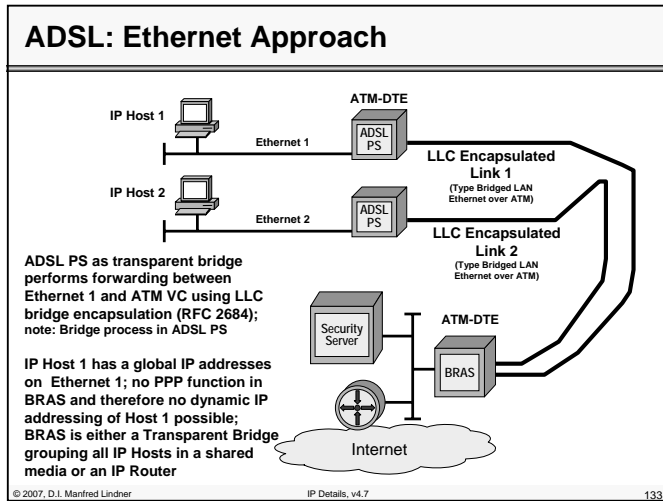 ADSL: Ethernet Approach
ATM-DTE
IP Host 1
ADSL
PS
Ethernet 1
LLC Encapsulated
Link 1
(Type Bridged LAN
Ethernet over ATM)
IP Host 2
ADSL
PS
Ethernet 2
LLC Encapsulated
Link 2
(Type Bridged LAN
Ethernet over ATM)
ADSL PS as transparent bridge
performs forwarding between
Ethernet 1 and ATM VC using LLC
bridge encapsulation (RFC 2684);
note: Bridge process in ADSL PS
IP Host 1 has a global IP addresses
on Ethernet 1; no PPP function in
BRAS and therefore no dynamic IP
addressing of Host 1 possible;
BRAS is either a Transparent Bridge
grouping all IP Hosts in a shared
media or an IP Router
Security
Server
ATM-DTE
BRAS
Internet
© 2007, D.I. Manfred Lindner
IP Details, v4.7
133